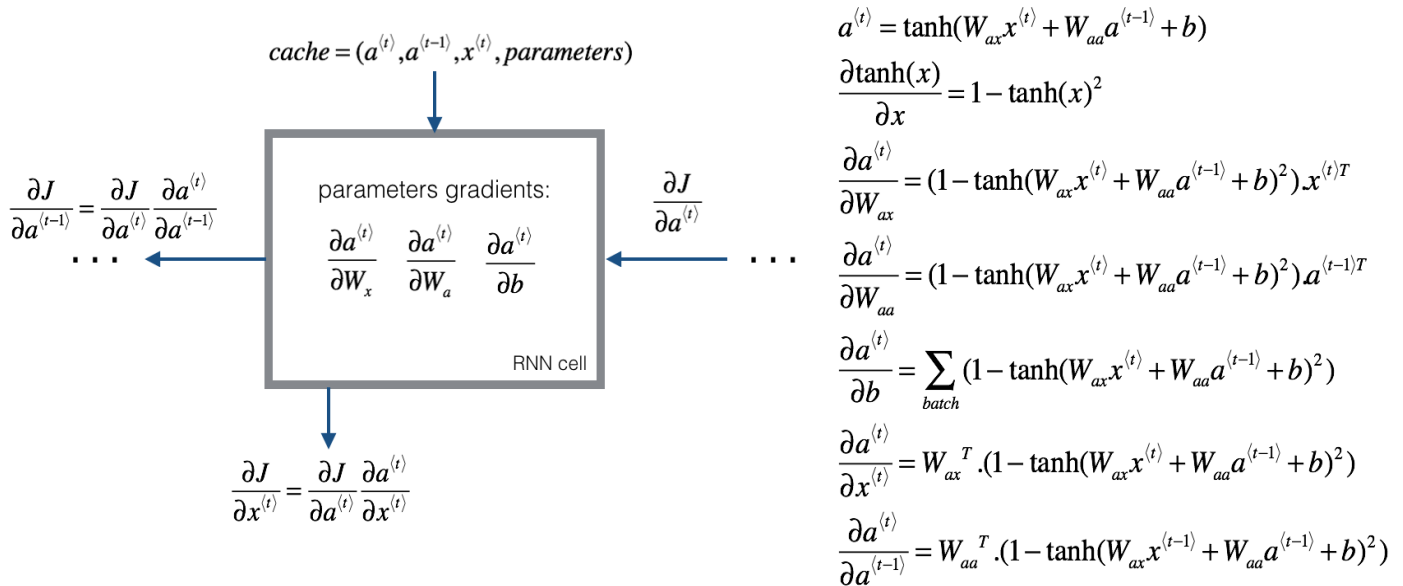 cache = (a^⟨t⟩, a^⟨t−1⟩, x^⟨t⟩, parameters)
∂J/∂a^⟨t−1⟩ = ∂J/∂a^⟨t⟩ ∂a^⟨t⟩/∂a^⟨t−1⟩
. . .
parameters gradients:
∂a^⟨t⟩/∂W_x ∂a^⟨t⟩/∂W_a ∂a^⟨t⟩/∂b
RNN cell
∂J/∂a^⟨t⟩
. . .
∂J/∂x^⟨t⟩ = ∂J/∂a^⟨t⟩ ∂a^⟨t⟩/∂x^⟨t⟩
a^⟨t⟩ = tanh(W_ax x^⟨t⟩ + W_aa a^⟨t−1⟩ + b)
∂tanh(x)/∂x = 1 − tanh(x)^2
∂a^⟨t⟩/∂W_ax = (1 − tanh(W_ax x^⟨t⟩ + W_aa a^⟨t−1⟩ + b)^2).x^⟨t⟩T
∂a^⟨t⟩/∂W_aa = (1 − tanh(W_ax x^⟨t⟩ + W_aa a^⟨t−1⟩ + b)^2).a^⟨t−1⟩T
∂a^⟨t⟩/∂b = ∑_batch (1 − tanh(W_ax x^⟨t⟩ + W_aa a^⟨t−1⟩ + b)^2)
∂a^⟨t⟩/∂x^⟨t⟩ = W_ax^T.(1 − tanh(W_ax x^⟨t⟩ + W_aa a^⟨t−1⟩ + b)^2)
∂a^⟨t⟩/∂a^⟨t−1⟩ = W_aa^T.(1 − tanh(W_ax x^⟨t−1⟩ + W_aa a^⟨t−1⟩ + b)^2)